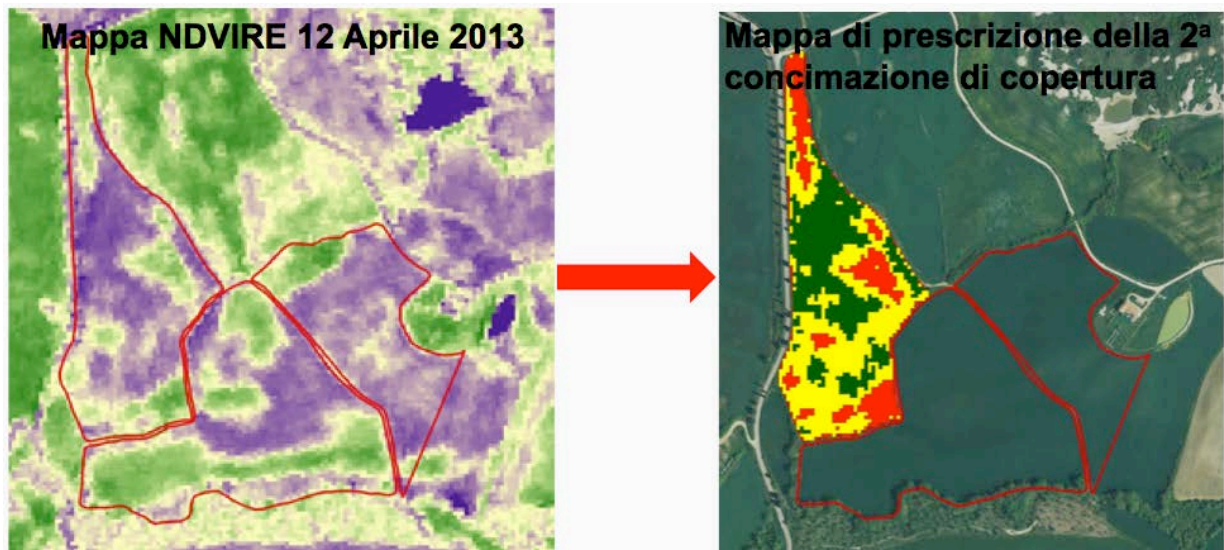 Mappa NDVIRE 12 Aprile 2013
Mappa di prescrizione della 2ª
concimazione di copertura